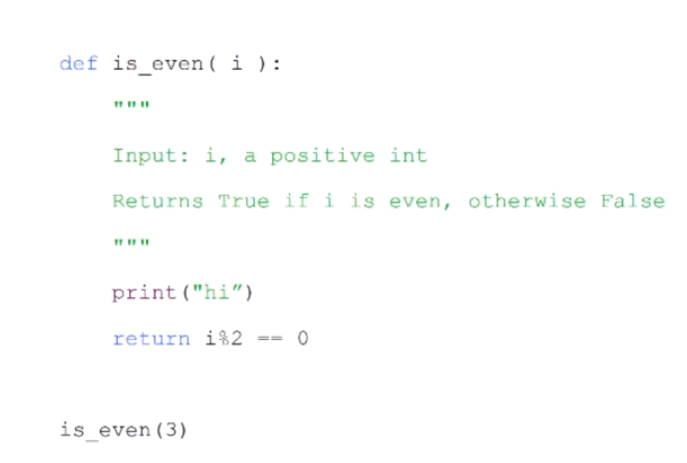 def is_even( i ):
"""
Input: i, a positive int
Returns True if i is even, otherwise False
"""
print("hi”)
return i%2 == 0
is_even(3)